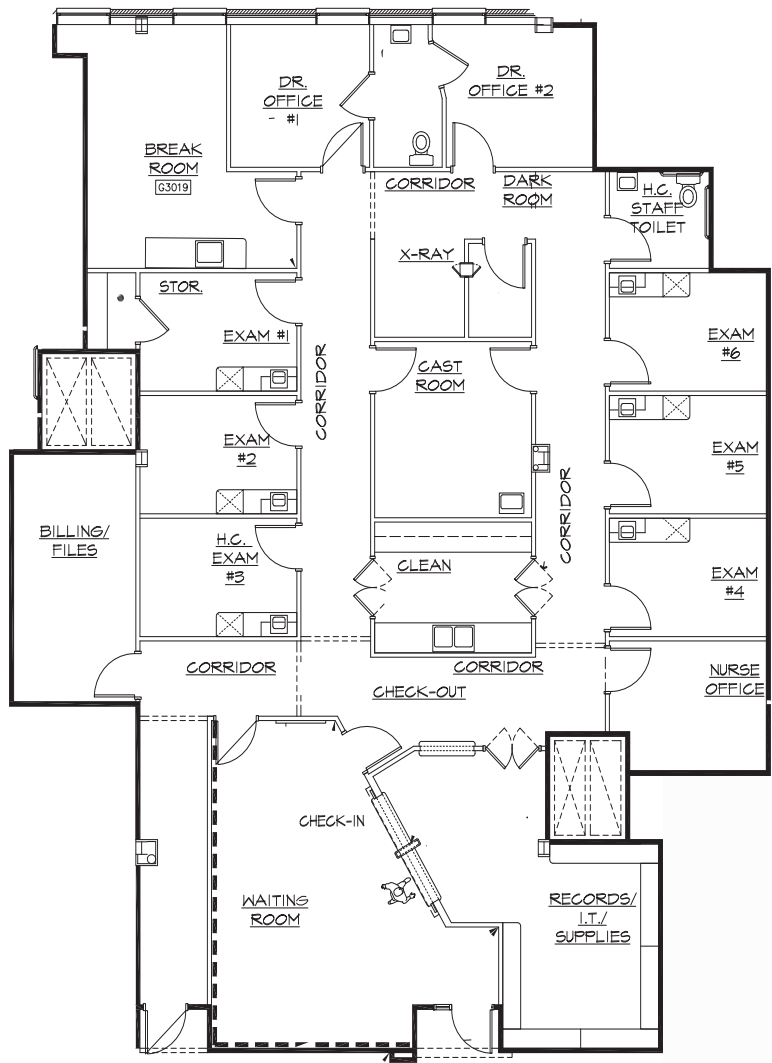 DR.
OFFICE
- #1
DR.
OFFICE #2
BREAK
ROOM
G3019
CORRIDOR
DARK
ROOM
H.C.
STAFF
TOILET
X-RAY
STOR.
EXAM #1
EXAM
#6
CORRIDOR
CAST
ROOM
EXAM
#2
EXAM
#5
CORRIDOR
BILLING/
FILES
H.C.
EXAM
#3
CLEAN
EXAM
#4
CORRIDOR
CORRIDOR
CHECK-OUT
NURSE
OFFICE
CHECK-IN
WAITING
ROOM
RECORDS/
I.T./
SUPPLIES